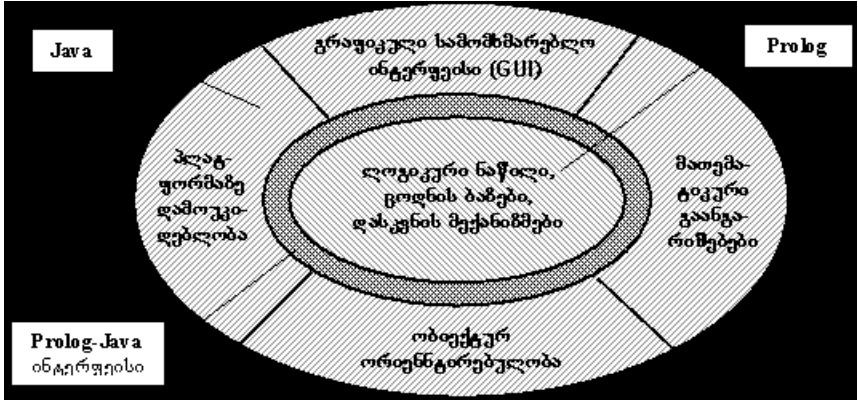 Java
გრაფიკული სამომხმარებლო
ინტერფეისი (GUI)
Prolog
პლატ-
ფორმაზე
დამოუკი-
დებლობა
ლოგიკური ნაწილი,
ცოდნის ბაზები,
დასკვნის მექანიზმები
მათემა-
ტიკური
გაანგა-
რიშებები
Prolog-Java
ინტერფეისი
ობიექტურ
ორიენნტირებულობა